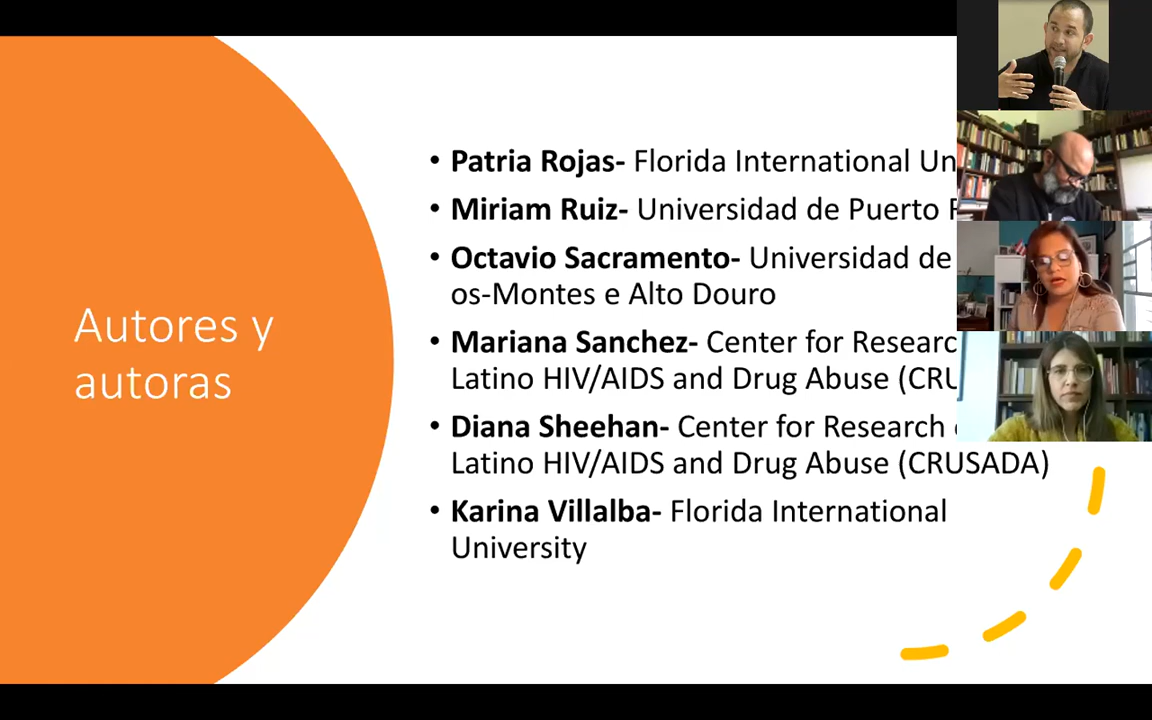 Autores y
autoras
• Patria Rojas- Florida International Un
• Miriam Ruiz- Universidad de Puerto
• Octavio Sacramento- Universidad de
os-Montes e Alto Douro
• Mariana Sanchez- Center for Researc
Latino HIV/AIDS and Drug Abuse (CRU
• Diana Sheehan- Center for Research
Latino HIV/AIDS and Drug Abuse (CRUSADA)
• Karina Villalba- Florida International
University